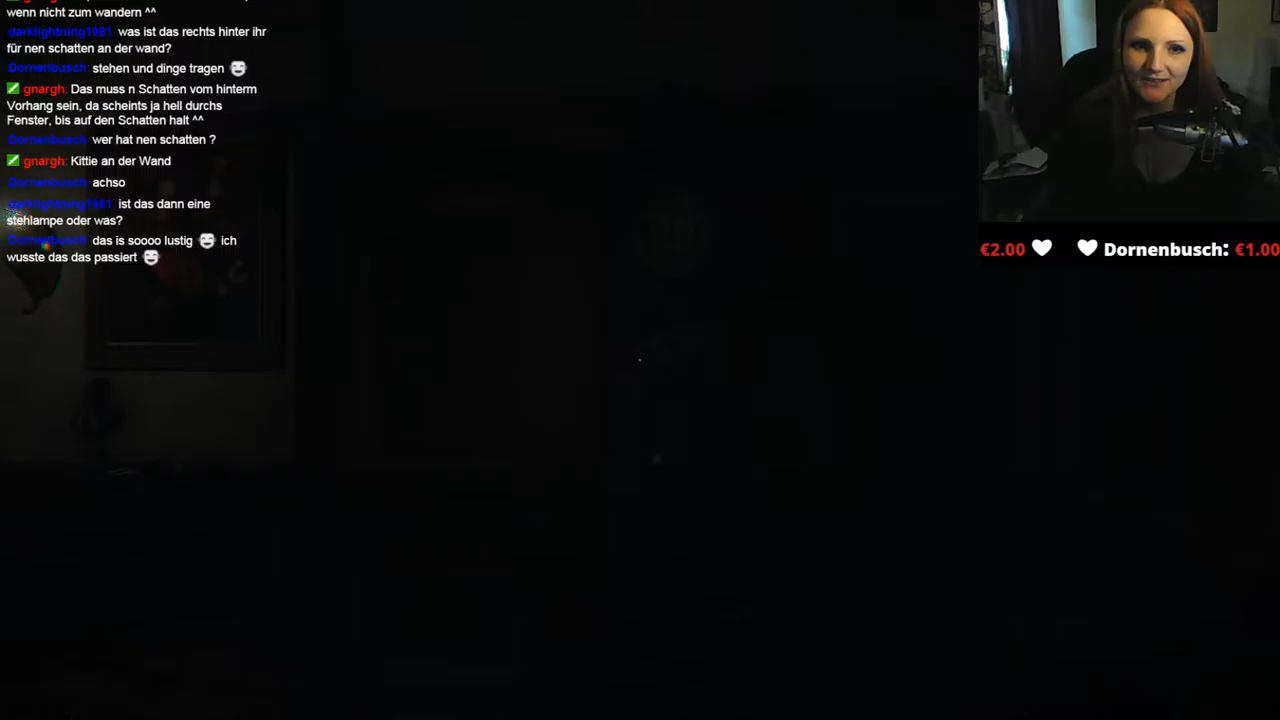 wenn nicht zum wandern ^^
darklightning1981 was ist das rechts hinter ihr
für nen schatten an der wand?
Dornenbusch: stehen und dinge tragen
gnargh: Das muss n Schatten vom hinterm
Vorhang sein, da scheints ja hell durchs
Fenster, bis auf den Schatten halt ^^
Dornenbusch wer hat nen schatten ?
gnargh: Kittie an der Wand
Dornenbusch achso
darklightning1981 ist das dann eine
stehlampe oder was?
Dornenbusch das is soooo lustig ich
wusste das das passiert
€2.00 Dornenbusch: €1.00